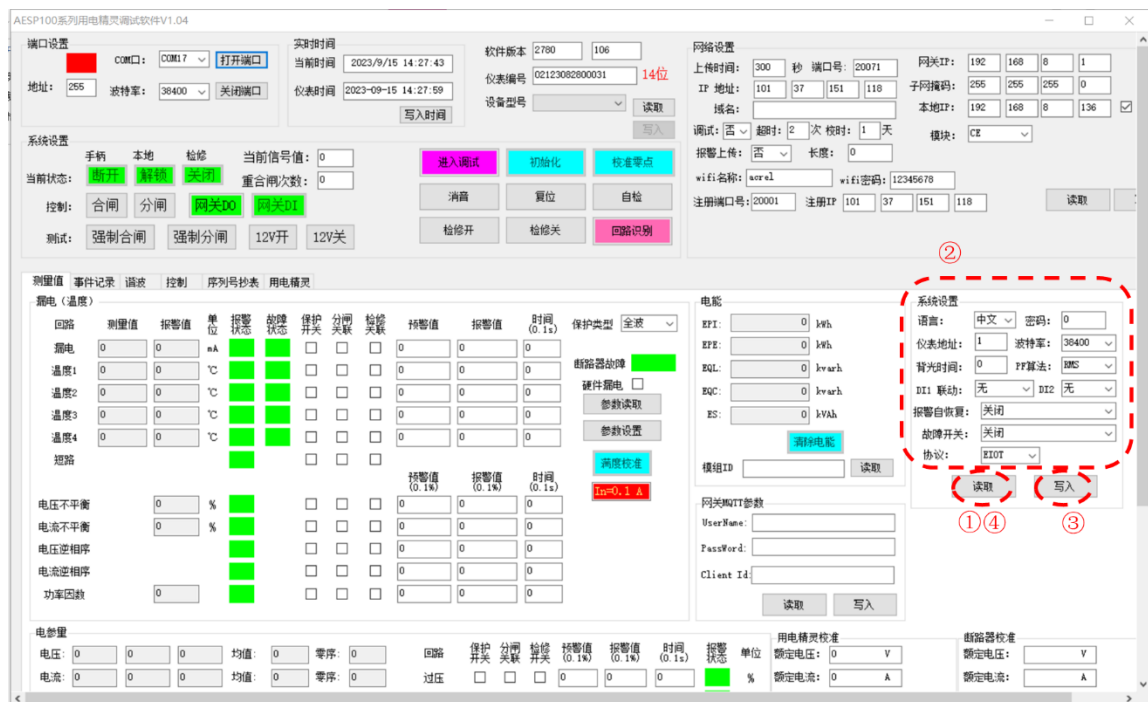 AESP100系列用电精灵调试软件V1.04
端口设置
COM口: COM17 打开端口
地址: 255 波特率: 38400 关闭端口
实时时间
当前时间 2023/9/15 14:27:43
仪表时间 2023-09-15 14:27:59
写入时间
软件版本 2780 106
仪表编号 02123082800031 14位
设备型号 读取
写入
网络设置
上传时间: 300 秒 端口号: 20071 网关IP: 192 168 8 1
IP 地址: 101 37 151 118 子网掩码: 255 255 255 0
域名: 本地IP: 192 168 8 136
调试: 否 超时: 2 次 校时: 1 天 模块: CE
报警上传: 否 长度: 0
wifi名称: acrel wifi密码: 12345678
注册端口号: 20001 注册IP 101 37 151 118 读取
系统设置
手柄 本地 检修 当前信号值: 0
当前状态: 断开 解锁 关闭 重合闸次数: 0
控制: 合闸 分闸 网关DO 网关DI
测试: 强制合闸 强制分闸 12V开 12V关
进入调试 初始化 校准零点
消音 复位 自检
检修开 检修关 回路识别
测量值 事件记录 谐波 控制 序列号抄表 用电精灵
漏电（温度）
回路 测量值 报警值 单位 报警状态 故障状态 保护开关 分闸关联 检修关联 预警值 报警值 时间(0.1s) 保护类型 全波
漏电 0 0 mA 0 0 0
温度1 0 0 ℃ 0 0 0 断路器故障
温度2 0 0 ℃ 0 0 0 硬件漏电
温度3 0 0 ℃ 0 0 0 参数读取
温度4 0 0 ℃ 0 0 0 参数设置
短路 满度校准
预警值(0.1%) 报警值(0.1%) 时间(0.1s) In=0.1 A
电压不平衡 0 % 0 0 0
电流不平衡 0 % 0 0 0
电压逆相序 0 0 0
电流逆相序 0 0 0
功率因数 0 0 0 0
电能
EPI: 0 kWh
EPE: 0 kWh
EQL: 0 kvarh
EQC: 0 kvarh
ES: 0 kVAh
清除电能
模组ID 读取
网关MQTT参数
UserName:
PassWord:
Client Id:
读取 写入
②
系统设置
语言: 中文 密码: 0
仪表地址: 1 波特率: 38400
背光时间: 0 PF算法: RMS
DI1 联动: 无 DI2 无
报警自恢复: 关闭
故障开关: 关闭
协议: EIOT
读取 写入
①④ ③
电参量
电压: 0 0 0 均值: 0 零序: 0 回路 保护开关 分闸关联 检修开关 预警值(0.1%) 报警值(0.1%) 时间(0.1s) 报警状态 单位
电流: 0 0 0 均值: 0 零序: 0 过压 0 0 0 %
用电精灵校准
额定电压: 0 V
额定电流: 0 A
断路器校准
额定电压: V
额定电流: A